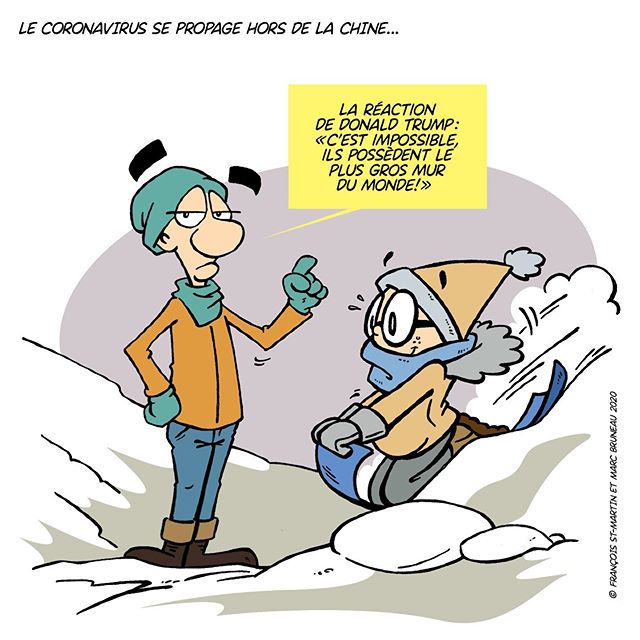 LE CORONAVIRUS SE PROPAGE HORS DE LA CHINE...
LA RÉACTION
DE DONALD TRUMP:
«C'EST IMPOSSIBLE,
ILS POSSÈDENT LE
PLUS GROS MUR
DU MONDE!»
© FRANÇOIS ST-MARTIN ET MARC BRUNEAU 2020